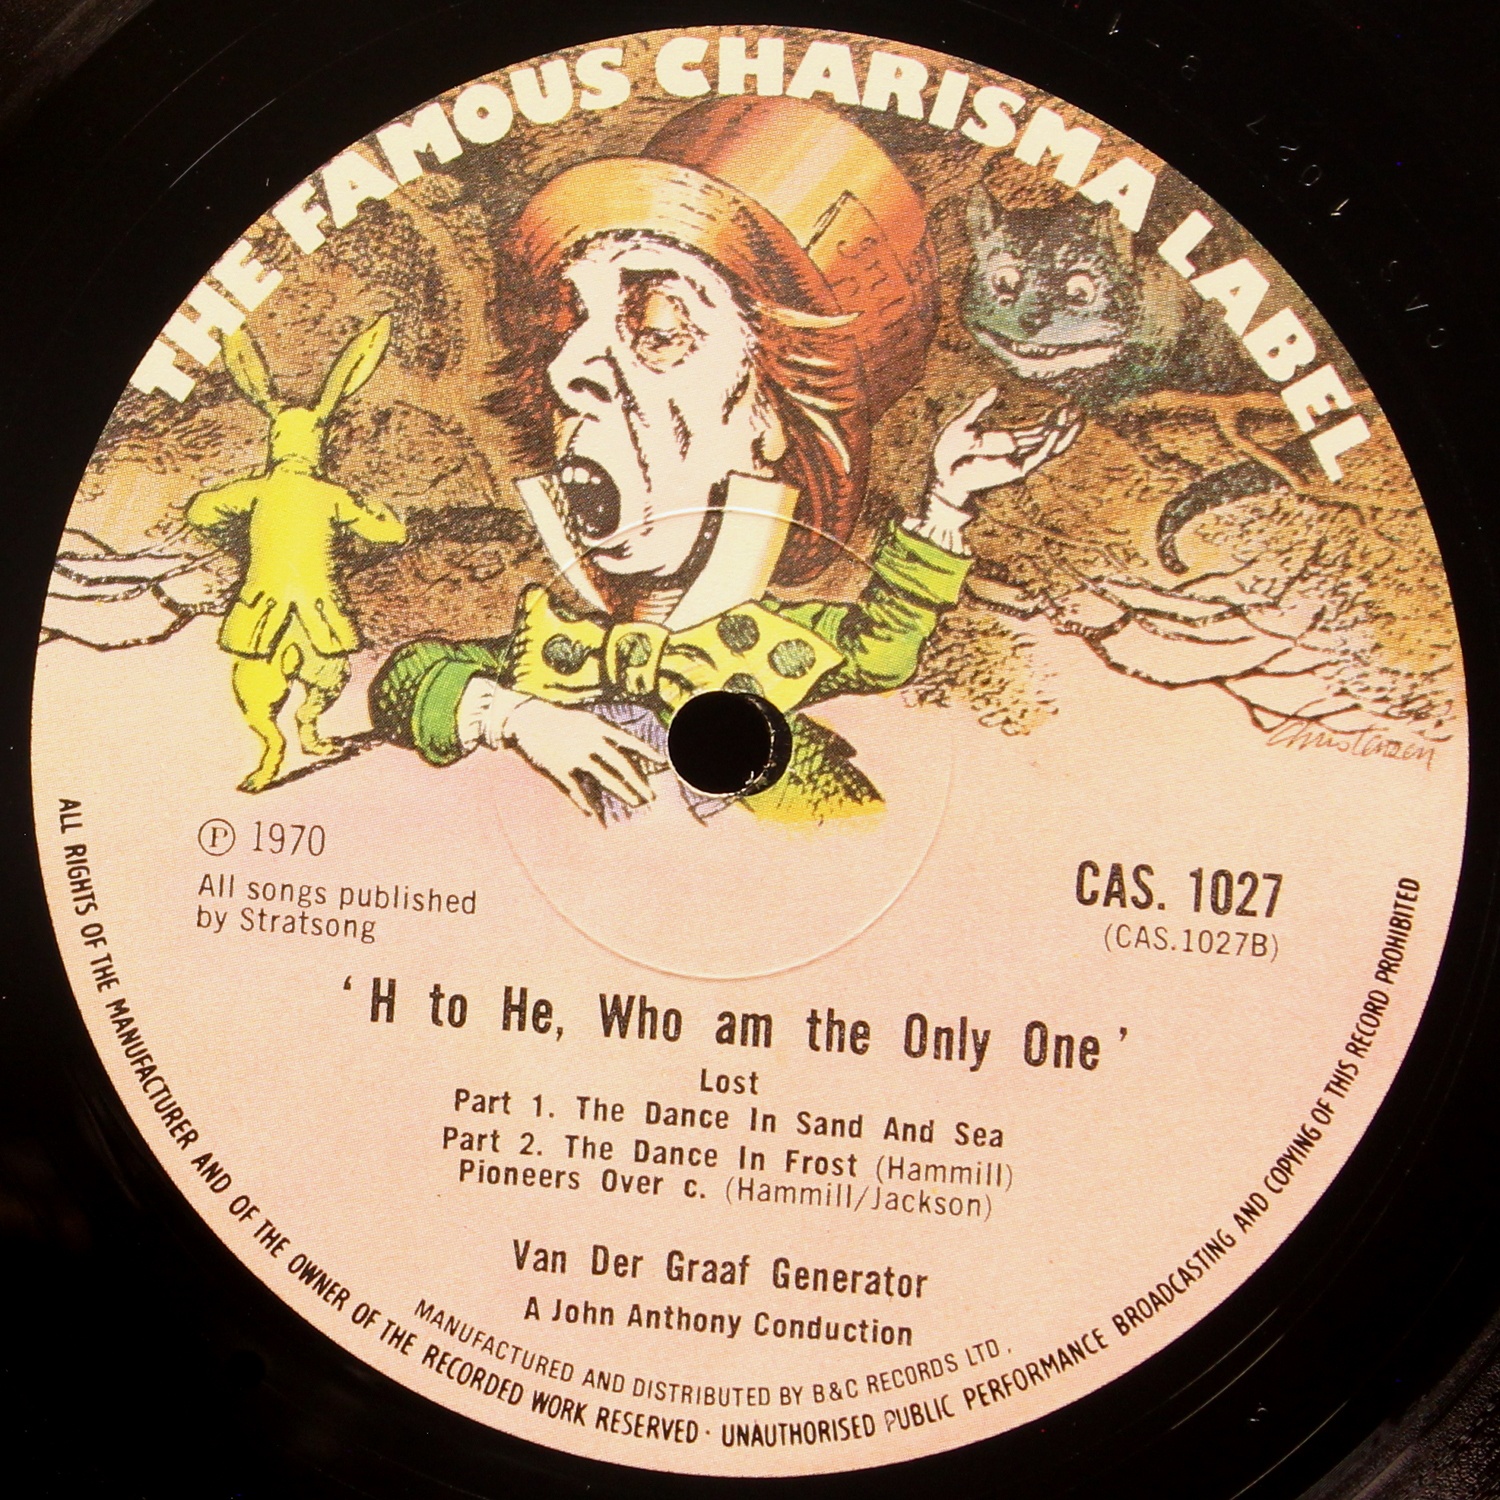 THE FAMOUS CHARISMA LABEL
Christensen
Ⓟ 1970
All songs published
by Stratsong
CAS. 1027
(CAS.1027B)
‘ H to He, Who am the Only One ’
Lost
Part 1. The Dance In Sand And Sea
Part 2. The Dance In Frost (Hammill)
Pioneers Over c. (Hammill/Jackson)
Van Der Graaf Generator
A John Anthony Conduction
MANUFACTURED AND DISTRIBUTED BY B&C RECORDS LTD.
ALL RIGHTS OF THE MANUFACTURER AND OF THE OWNER OF THE RECORDED WORK RESERVED · UNAUTHORISED PUBLIC PERFORMANCE BROADCASTING AND COPYING OF THIS RECORD PROHIBITED